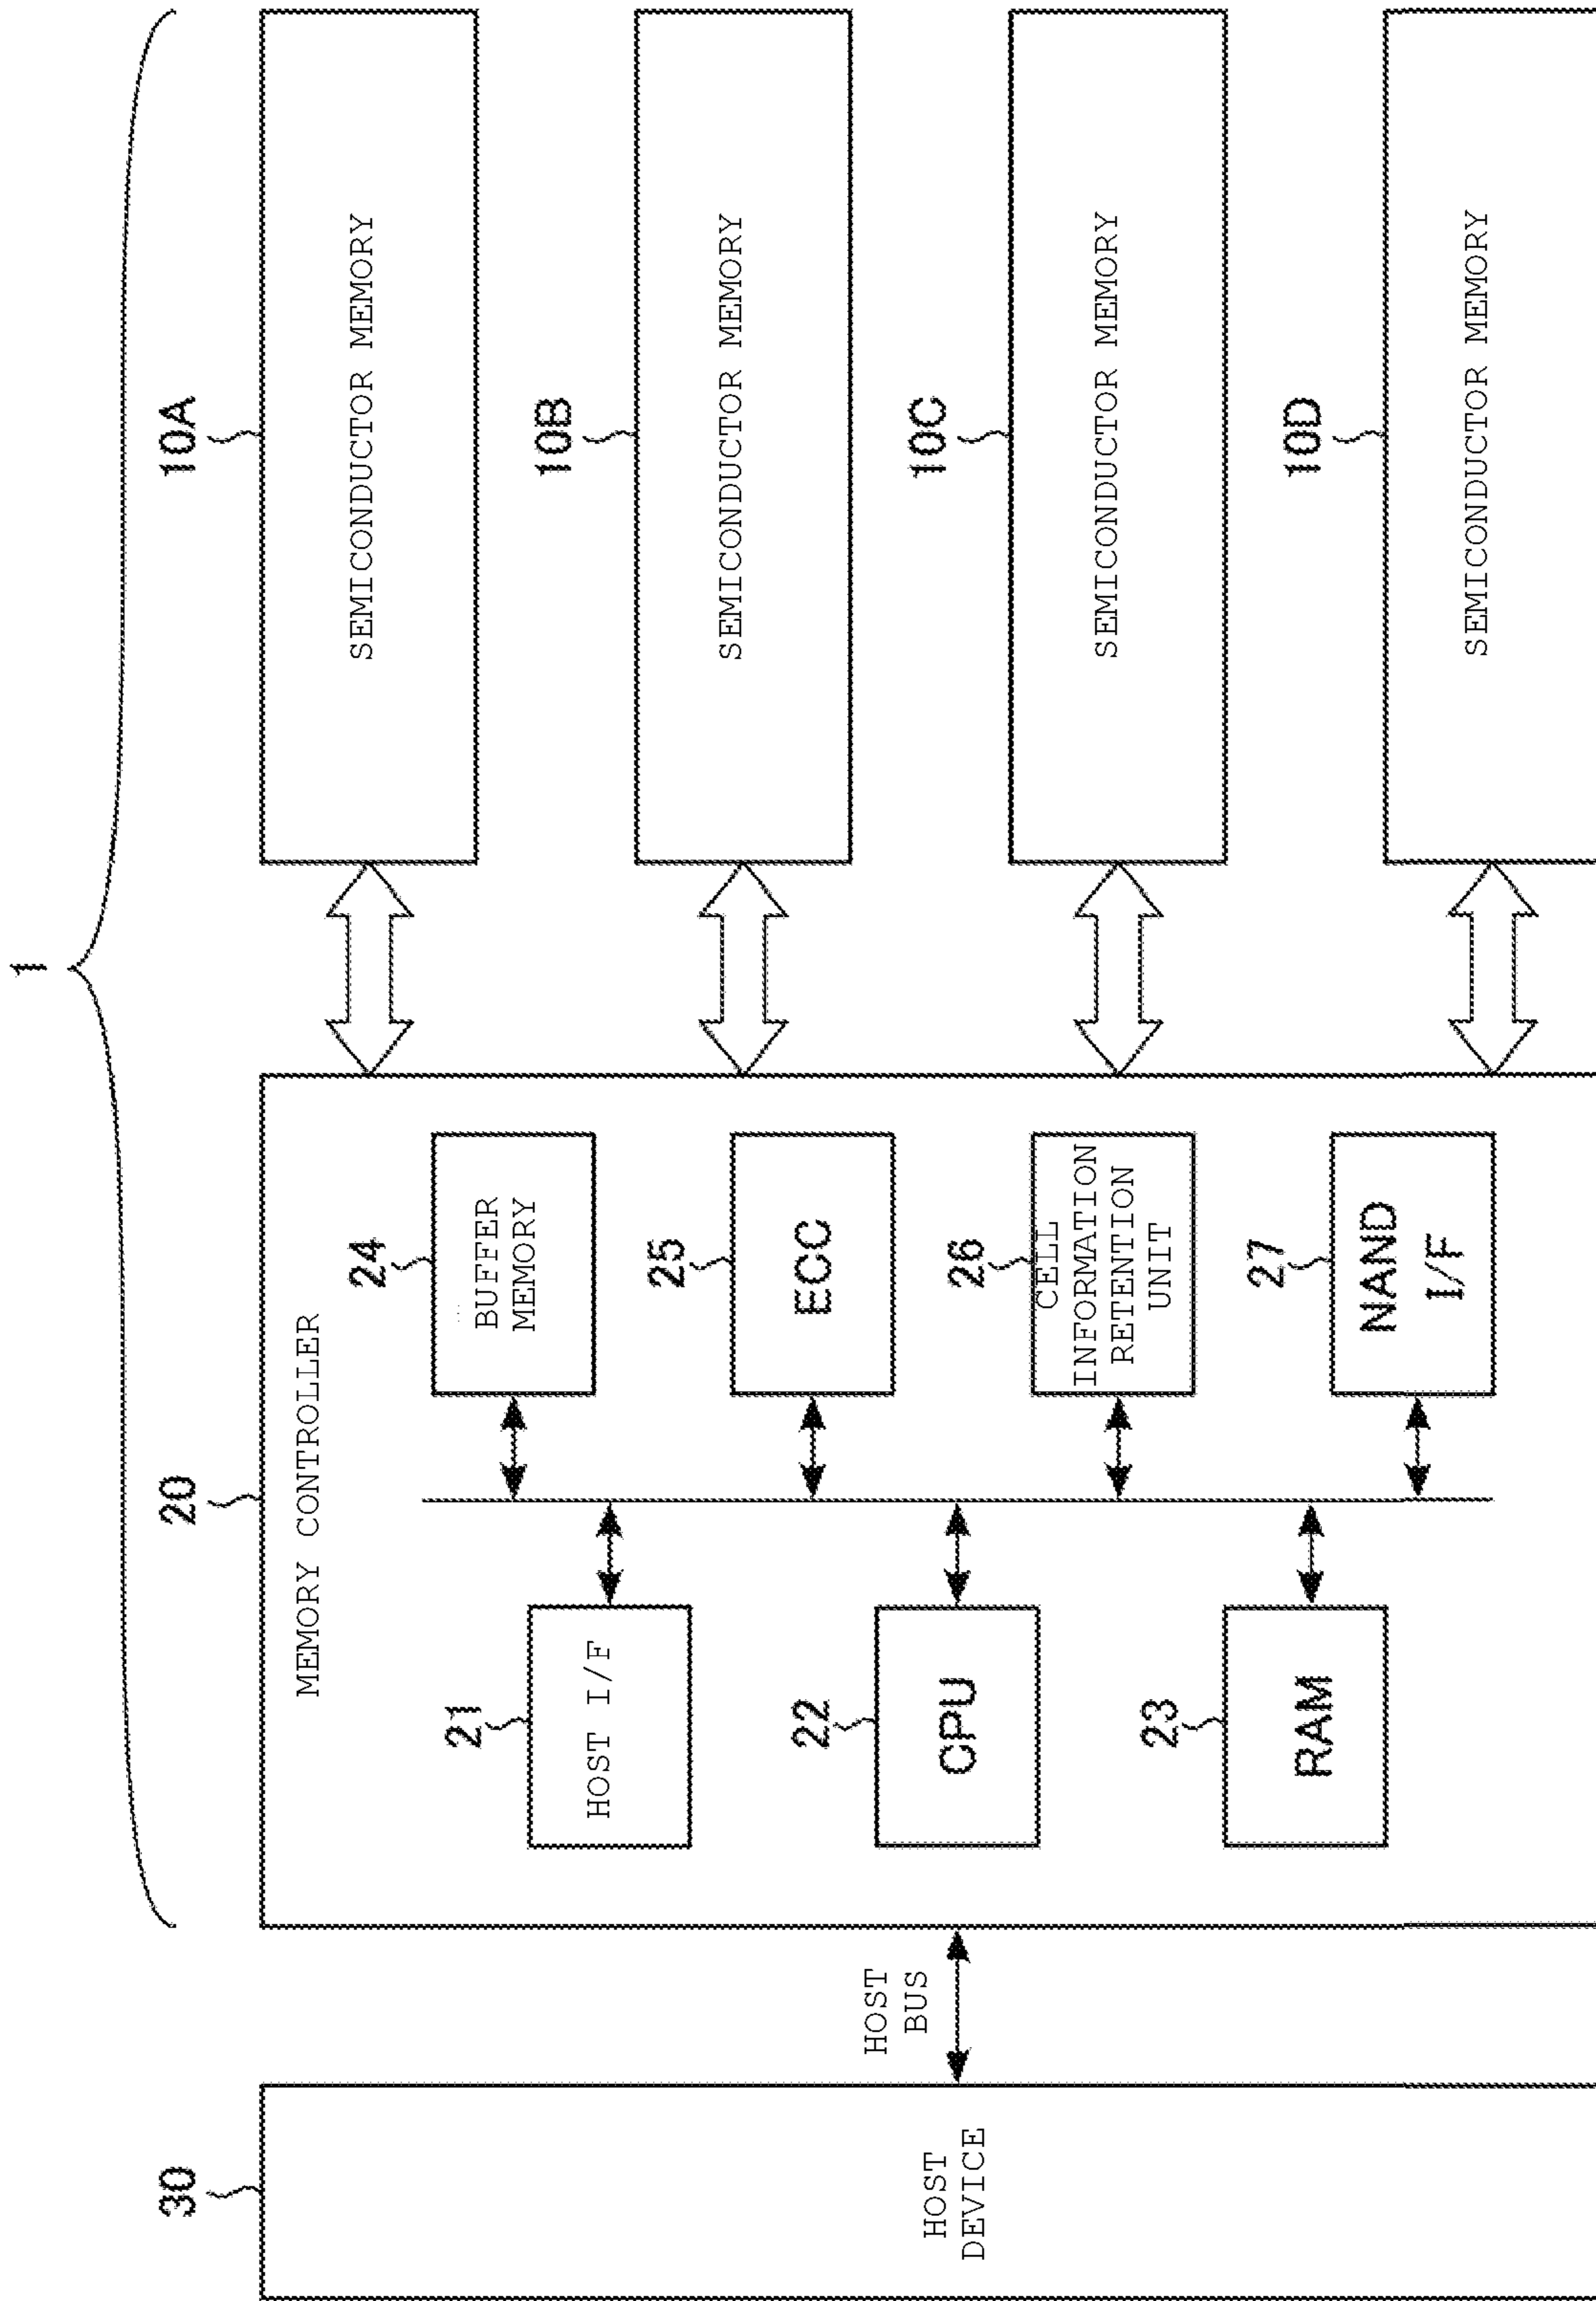 1
30
HOST
DEVICE
HOST
BUS
20
MEMORY CONTROLLER
21
HOST I/F
22
CPU
23
RAM
24
BUFFER
MEMORY
25
ECC
26
CELL
INFORMATION
RETENTION
UNIT
27
NAND
I/F
10A
SEMICONDUCTOR MEMORY
10B
SEMICONDUCTOR MEMORY
10C
SEMICONDUCTOR MEMORY
10D
SEMICONDUCTOR MEMORY